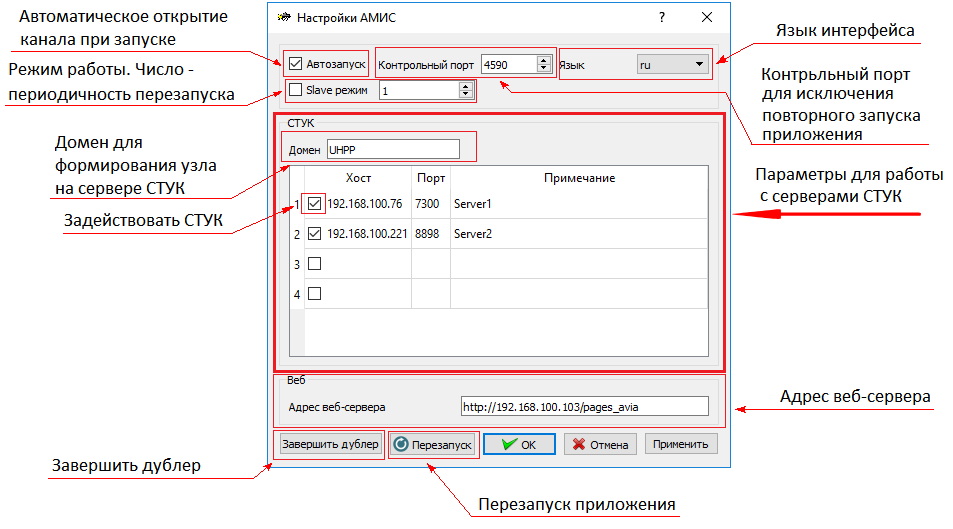 Автоматическое открытие
канала при запуске
Режим работы. Число -
периодичность перезапуска
Домен для
формирования узла
на сервере СТУК
Задействовать СТУК
Завершить дублер
Настройки АМИС
?
Автозапуск
Контрольный порт 4590
Язык ru
Slave режим 1
СТУК
Домен UHPP
Хост Порт Примечание
1 192.168.100.76 7300 Server1
2 192.168.100.221 8898 Server2
3
4
Веб
Адрес веб-сервера http://192.168.100.103/pages_avia
Завершить дублер Перезапуск OK Отмена Применить
Язык интерфейса
Контрльный порт
для исключения
повторного запуска
приложения
Параметры для работы
с серверами СТУК
Адрес веб-сервера
Перезапуск приложения